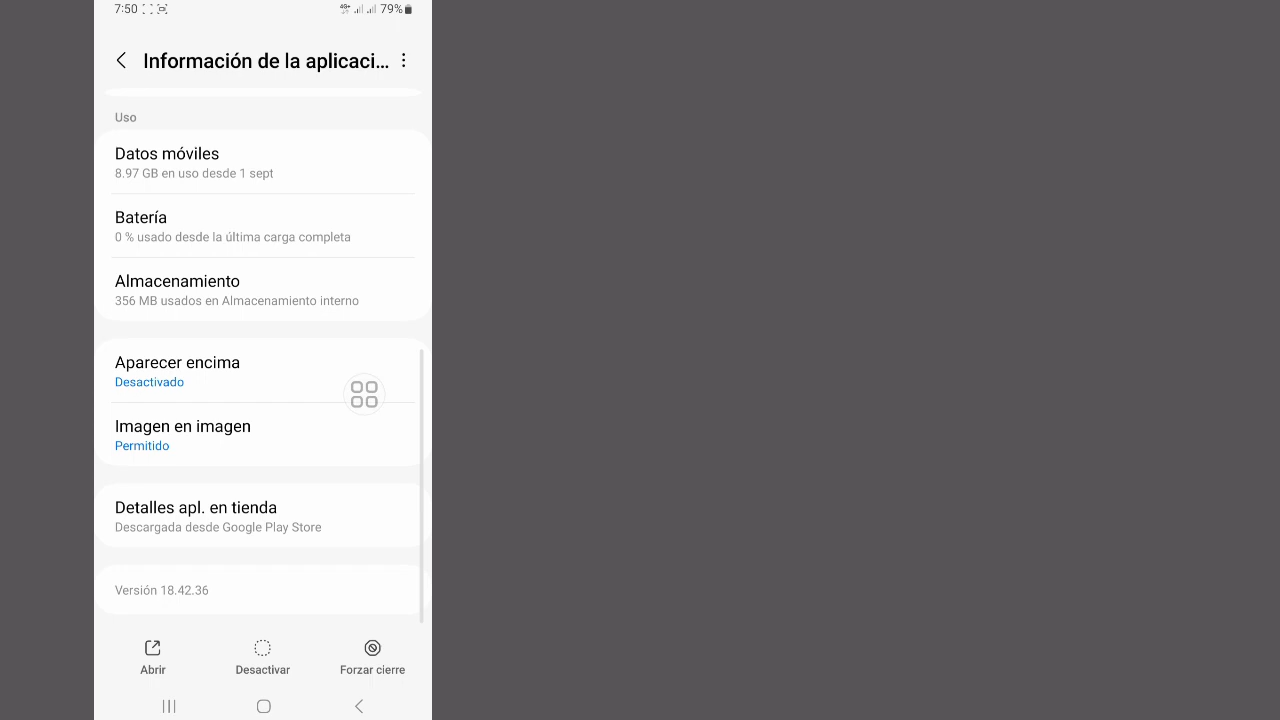 7:50
4G+ 79%
Información de la aplicaci...
Uso
Datos móviles
8.97 GB en uso desde 1 sept
Batería
0 % usado desde la última carga completa
Almacenamiento
356 MB usados en Almacenamiento interno
Aparecer encima
Desactivado
Imagen en imagen
Permitido
Detalles apl. en tienda
Descargada desde Google Play Store
Versión 18.42.36
Abrir
Desactivar
Forzar cierre